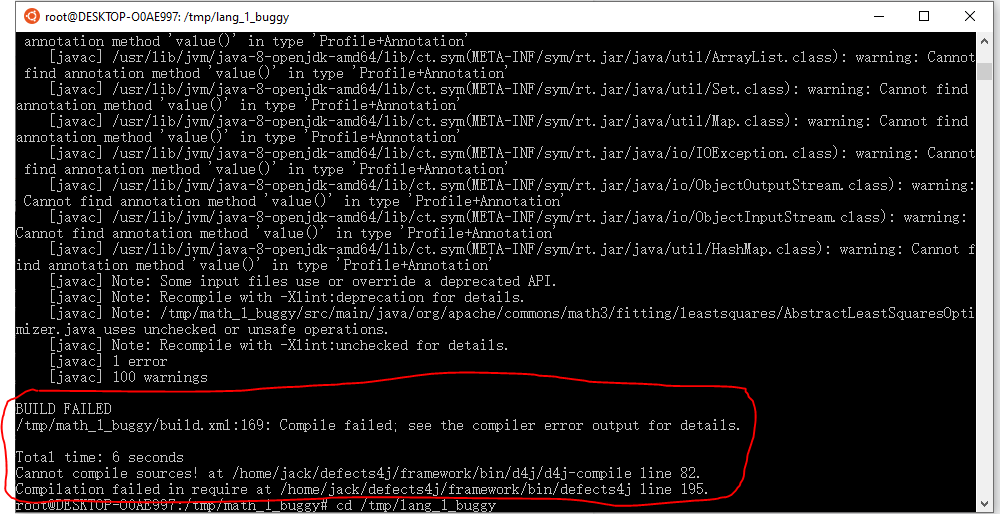 root@DESKTOP-O0AE997: /tmp/lang_1_buggy
annotation method 'value()' in type 'Profile+Annotation'
[javac] /usr/lib/jvm/java-8-openjdk-amd64/lib/ct.sym(META-INF/sym/rt.jar/java/util/ArrayList.class): warning: Cannot
find annotation method 'value()' in type 'Profile+Annotation'
[javac] /usr/lib/jvm/java-8-openjdk-amd64/lib/ct.sym(META-INF/sym/rt.jar/java/util/Set.class): warning: Cannot find
annotation method 'value()' in type 'Profile+Annotation'
[javac] /usr/lib/jvm/java-8-openjdk-amd64/lib/ct.sym(META-INF/sym/rt.jar/java/util/Map.class): warning: Cannot find
annotation method 'value()' in type 'Profile+Annotation'
[javac] /usr/lib/jvm/java-8-openjdk-amd64/lib/ct.sym(META-INF/sym/rt.jar/java/io/IOException.class): warning: Cannot
find annotation method 'value()' in type 'Profile+Annotation'
[javac] /usr/lib/jvm/java-8-openjdk-amd64/lib/ct.sym(META-INF/sym/rt.jar/java/io/ObjectOutputStream.class): warning:
Cannot find annotation method 'value()' in type 'Profile+Annotation'
[javac] /usr/lib/jvm/java-8-openjdk-amd64/lib/ct.sym(META-INF/sym/rt.jar/java/io/ObjectInputStream.class): warning:
Cannot find annotation method 'value()' in type 'Profile+Annotation'
[javac] /usr/lib/jvm/java-8-openjdk-amd64/lib/ct.sym(META-INF/sym/rt.jar/java/util/HashMap.class): warning: Cannot f
ind annotation method 'value()' in type 'Profile+Annotation'
[javac] Note: Some input files use or override a deprecated API.
[javac] Note: Recompile with -Xlint:deprecation for details.
[javac] Note: /tmp/math_1_buggy/src/main/java/org/apache/commons/math3/fitting/leastsquares/AbstractLeastSquaresOpti
mizer.java uses unchecked or unsafe operations.
[javac] Note: Recompile with -Xlint:unchecked for details.
[javac] 1 error
[javac] 100 warnings
BUILD FAILED
/tmp/math_1_buggy/build.xml:169: Compile failed; see the compiler error output for details.
Total time: 6 seconds
Cannot compile sources! at /home/jack/defects4j/framework/bin/d4j/d4j-compile line 82.
Compilation failed in require at /home/jack/defects4j/framework/bin/defects4j line 195.
root@DESKTOP-O0AE997:/tmp/math_1_buggy# cd /tmp/lang_1_buggy